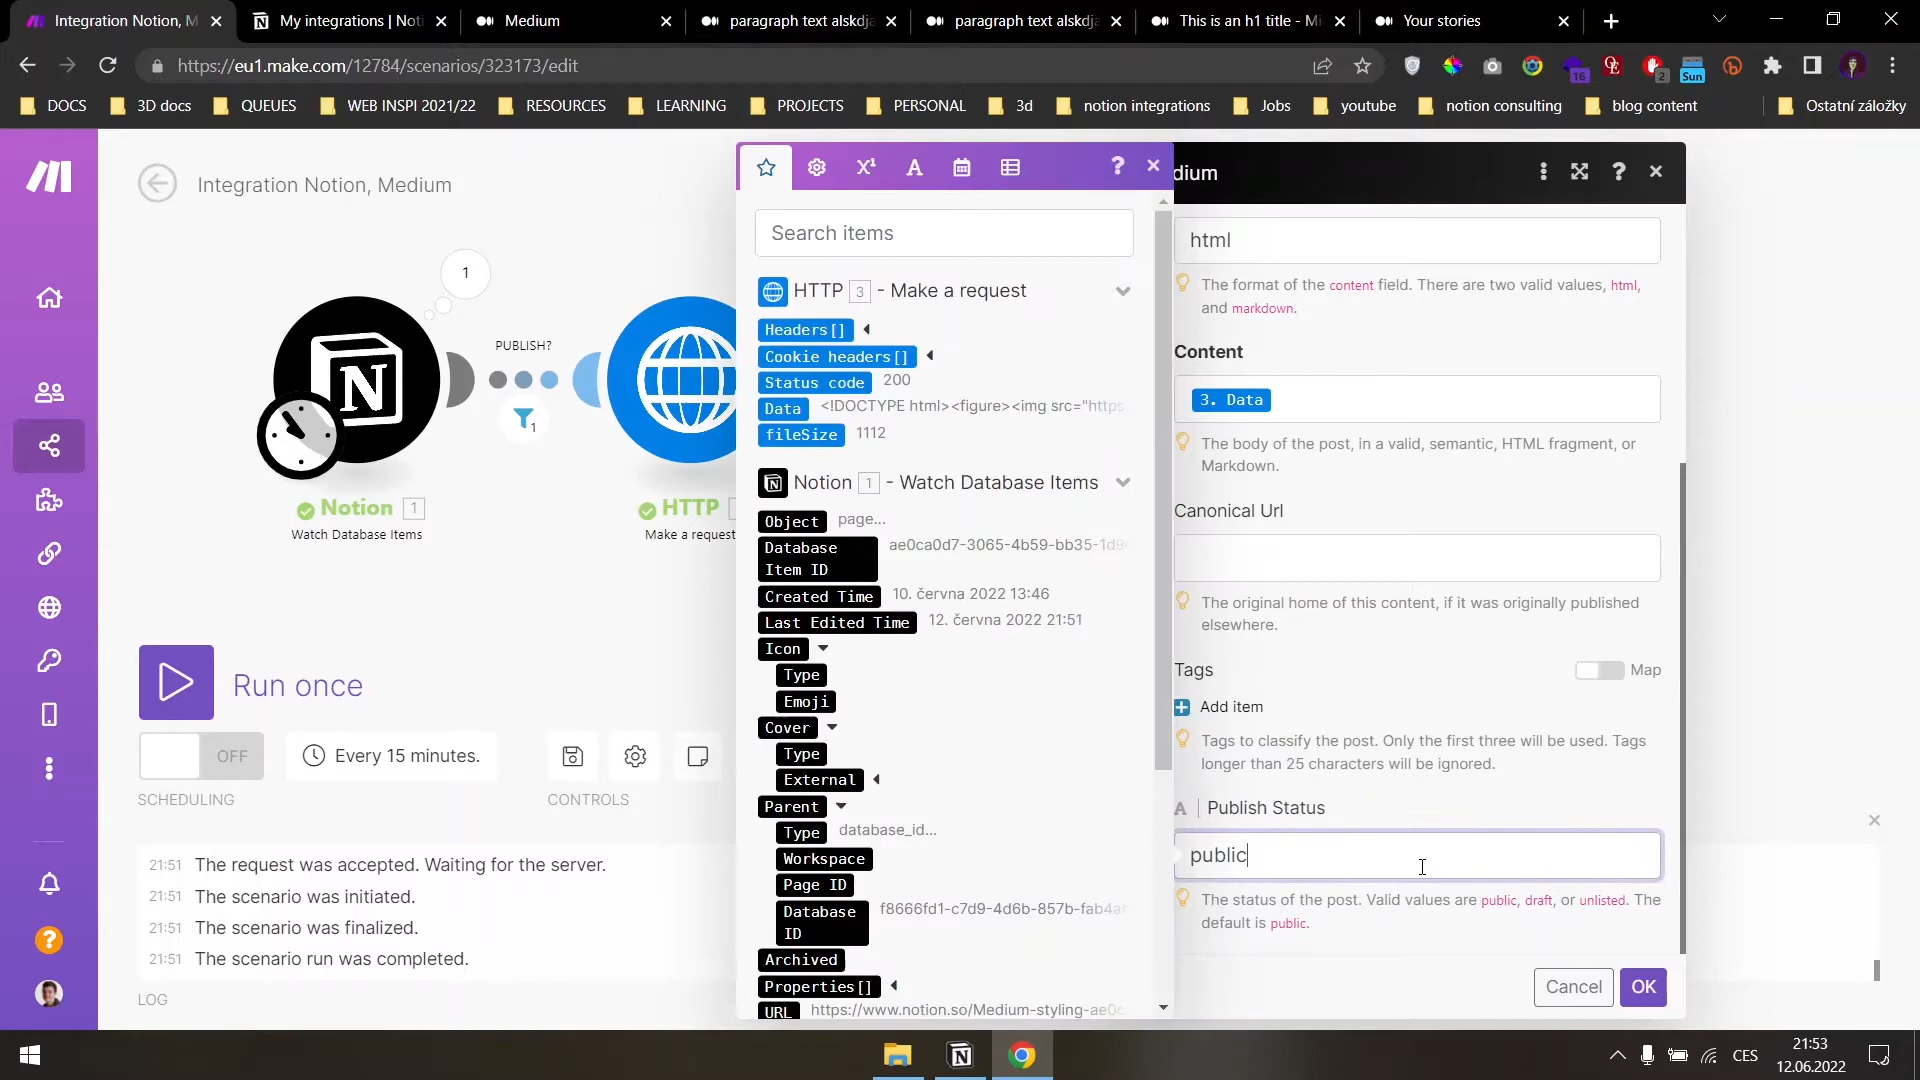 Integration Notion, M
My integrations | Noti
Medium
paragraph text alskdja
paragraph text alskdja
This is an h1 title - M
Your stories
https://eu1.make.com/12784/scenarios/323173/edit
16
2
Sun
DOCS
3D docs
QUEUES
WEB INSPI 2021/22
RESOURCES
LEARNING
PROJECTS
PERSONAL
3d
notion integrations
Jobs
youtube
notion consulting
blog content
Ostatní záložky
Integration Notion, Medium
1
PUBLISH?
1
Notion 1
Watch Database Items
HTTP
Make a request
Run once
OFF
Every 15 minutes.
SCHEDULING
CONTROLS
21:51 The request was accepted. Waiting for the server.
21:51 The scenario was initiated.
21:51 The scenario was finalized.
21:51 The scenario run was completed.
LOG
Search items
HTTP 3 - Make a request
Headers[]
Cookie headers[]
Status code 200
Data <!DOCTYPE html><figure><img src="https
fileSize 1112
Notion 1 - Watch Database Items
Object page...
Database
Item ID
ae0ca0d7-3065-4b59-bb35-1d9
Created Time 10. června 2022 13:46
Last Edited Time 12. června 2022 21:51
Icon
Type
Emoji
Cover
Type
External
Parent
Type database_id...
Workspace
Page ID
Database
ID
f8666fd1-c7d9-4d6b-857b-fab4a
Archived
Properties[]
URL https://www.notion.so/Medium-styling-ae0c
dium
html
The format of the content field. There are two valid values, html,
and markdown.
Content
3. Data
The body of the post, in a valid, semantic, HTML fragment, or
Markdown.
Canonical Url
The original home of this content, if it was originally published
elsewhere.
Tags
Map
Add item
Tags to classify the post. Only the first three will be used. Tags
longer than 25 characters will be ignored.
A | Publish Status
public
The status of the post. Valid values are public, draft, or unlisted. The
default is public.
Cancel
OK
CES
21:53
12.06.2022